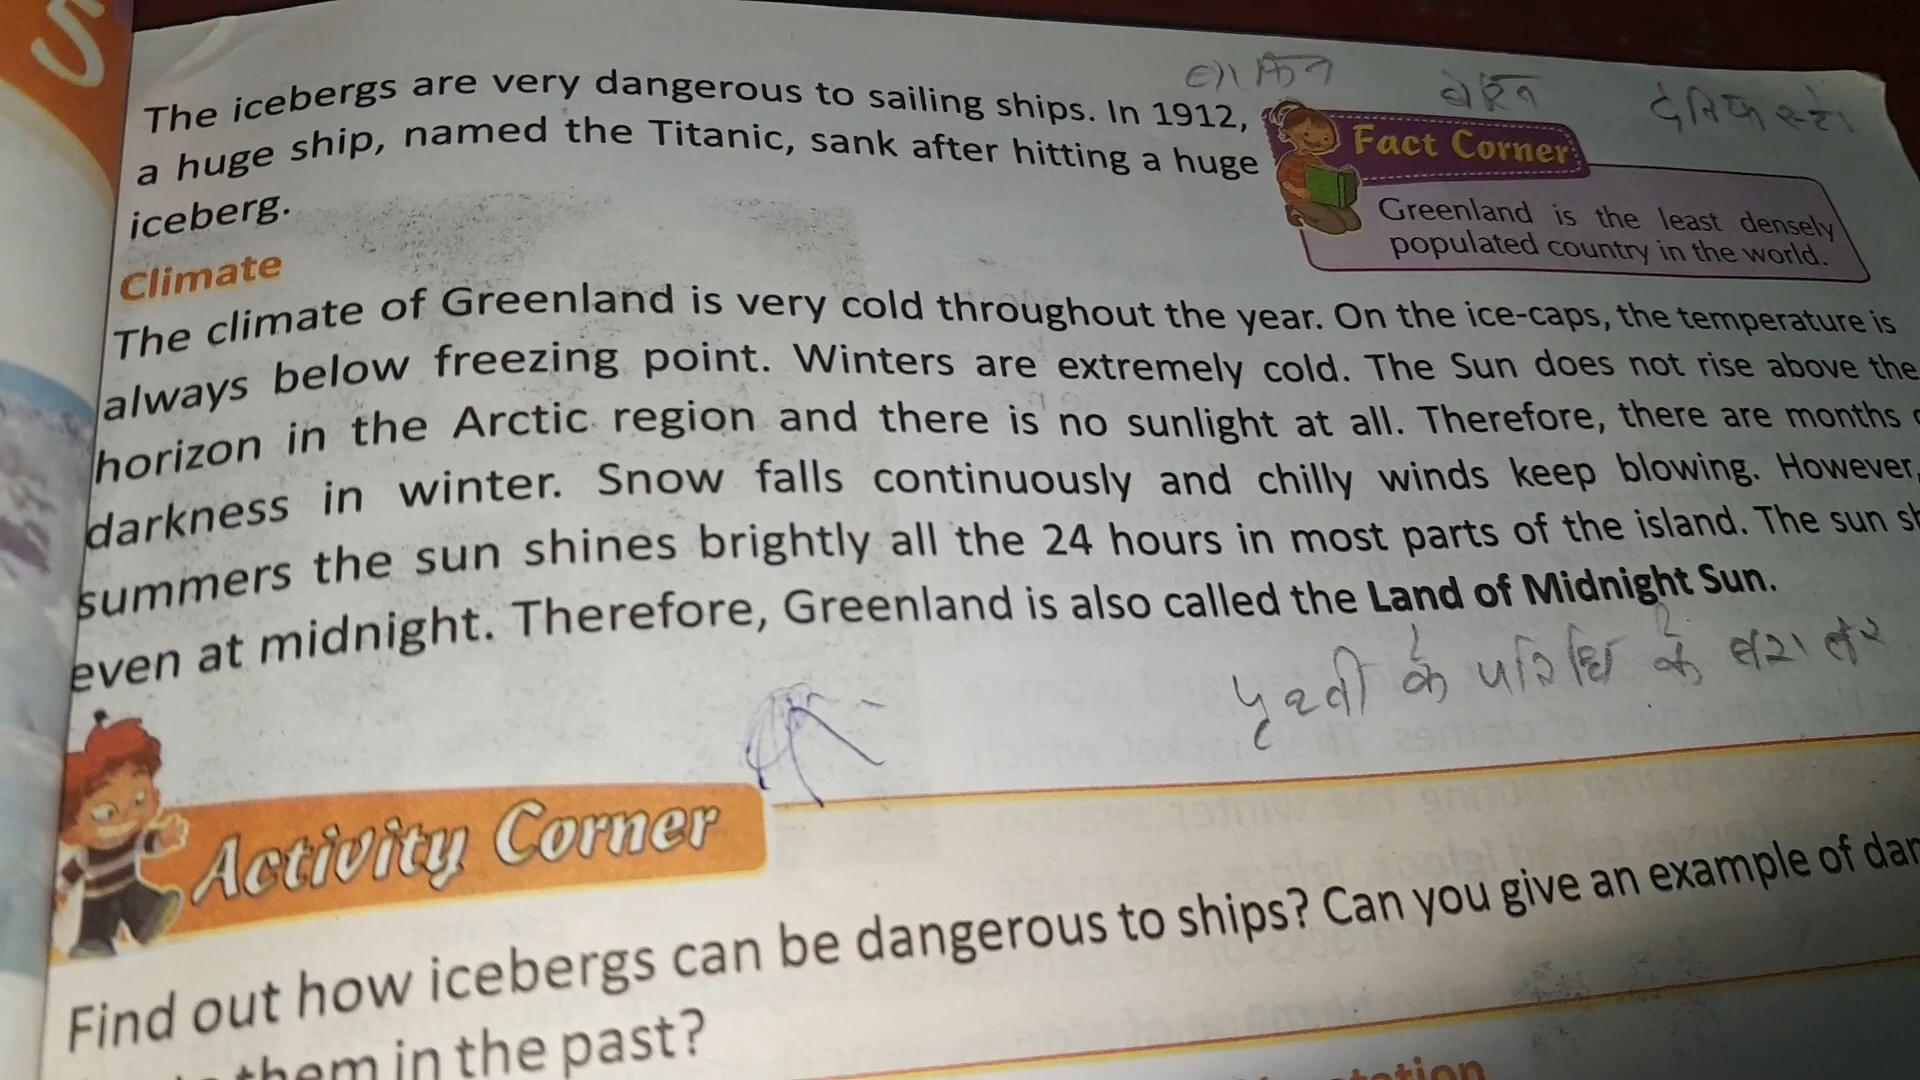 The icebergs are very dangerous to sailing ships. In 1912,
a huge ship, named the Titanic, sank after hitting a huge
iceberg.
Fact Corner
Greenland is the least densely
populated country in the world.
Climate
The climate of Greenland is very cold throughout the year. On the ice-caps, the temperature is
always below freezing point. Winters are extremely cold. The Sun does not rise above the
horizon in the Arctic region and there is no sunlight at all. Therefore, there are months
darkness in winter. Snow falls continuously and chilly winds keep blowing. However,
summers the sun shines brightly all the 24 hours in most parts of the island. The sun sh
even at midnight. Therefore, Greenland is also called the Land of Midnight Sun.
के के
Activity Corner
Find out how icebergs can be dangerous to ships? Can you give an example of
them in the past?